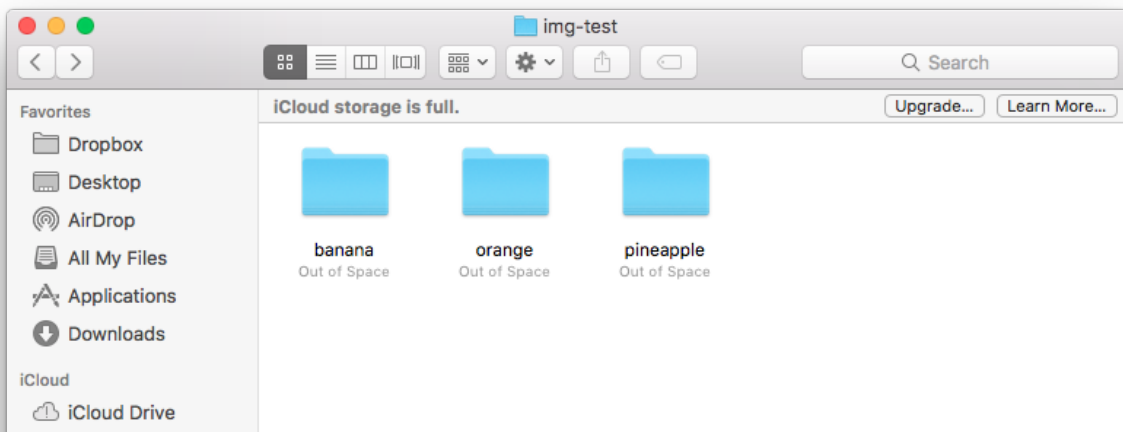 img-test
Search
Favorites
Dropbox
Desktop
AirDrop
All My Files
Applications
Downloads
iCloud
iCloud Drive
iCloud storage is full.
Upgrade...
Learn More...
banana
Out of Space
orange
Out of Space
pineapple
Out of Space